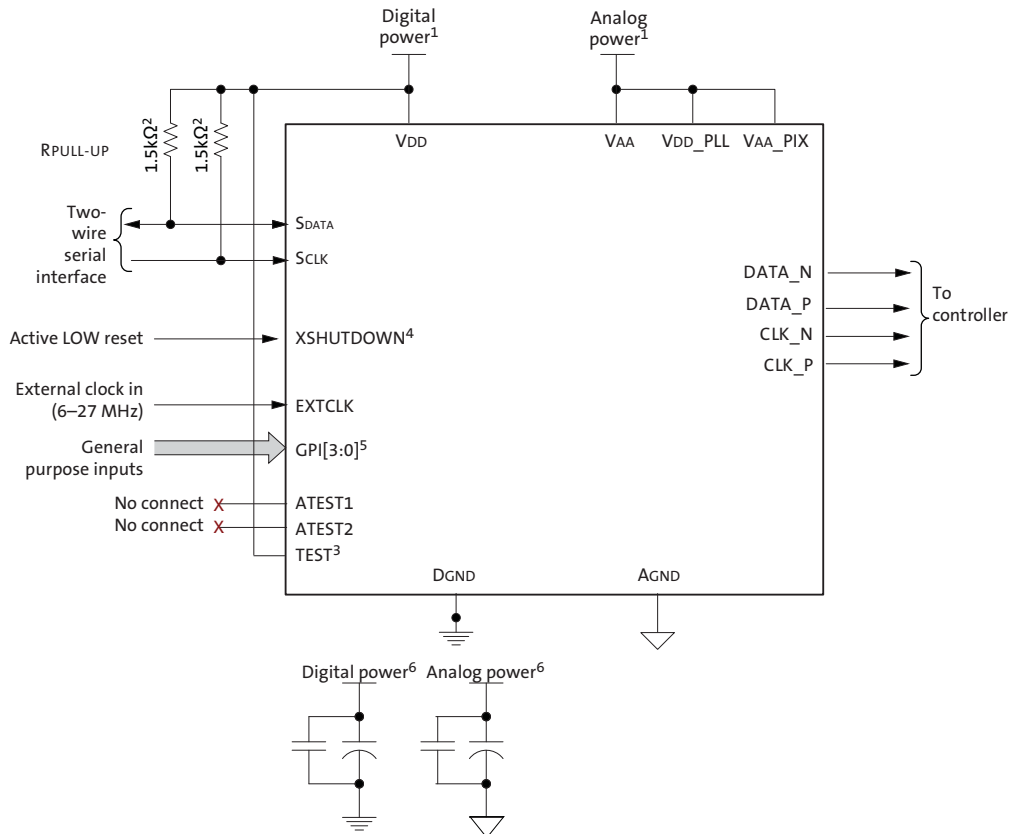 Digital
power1
Analog
power1
RPULL-UP
1.5kΩ2
1.5kΩ2
VDD
VAA
VDD_PLL
VAA_PIX
Two-
wire
serial
interface
SDATA
SCLK
DATA_N
DATA_P
CLK_N
CLK_P
To
controller
Active LOW reset
XSHUTDOWN4
External clock in
(6–27 MHz)
EXTCLK
General
purpose inputs
GPI[3:0]5
No connect X
ATEST1
No connect X
ATEST2
TEST3
DGND
AGND
Digital power6
Analog power6